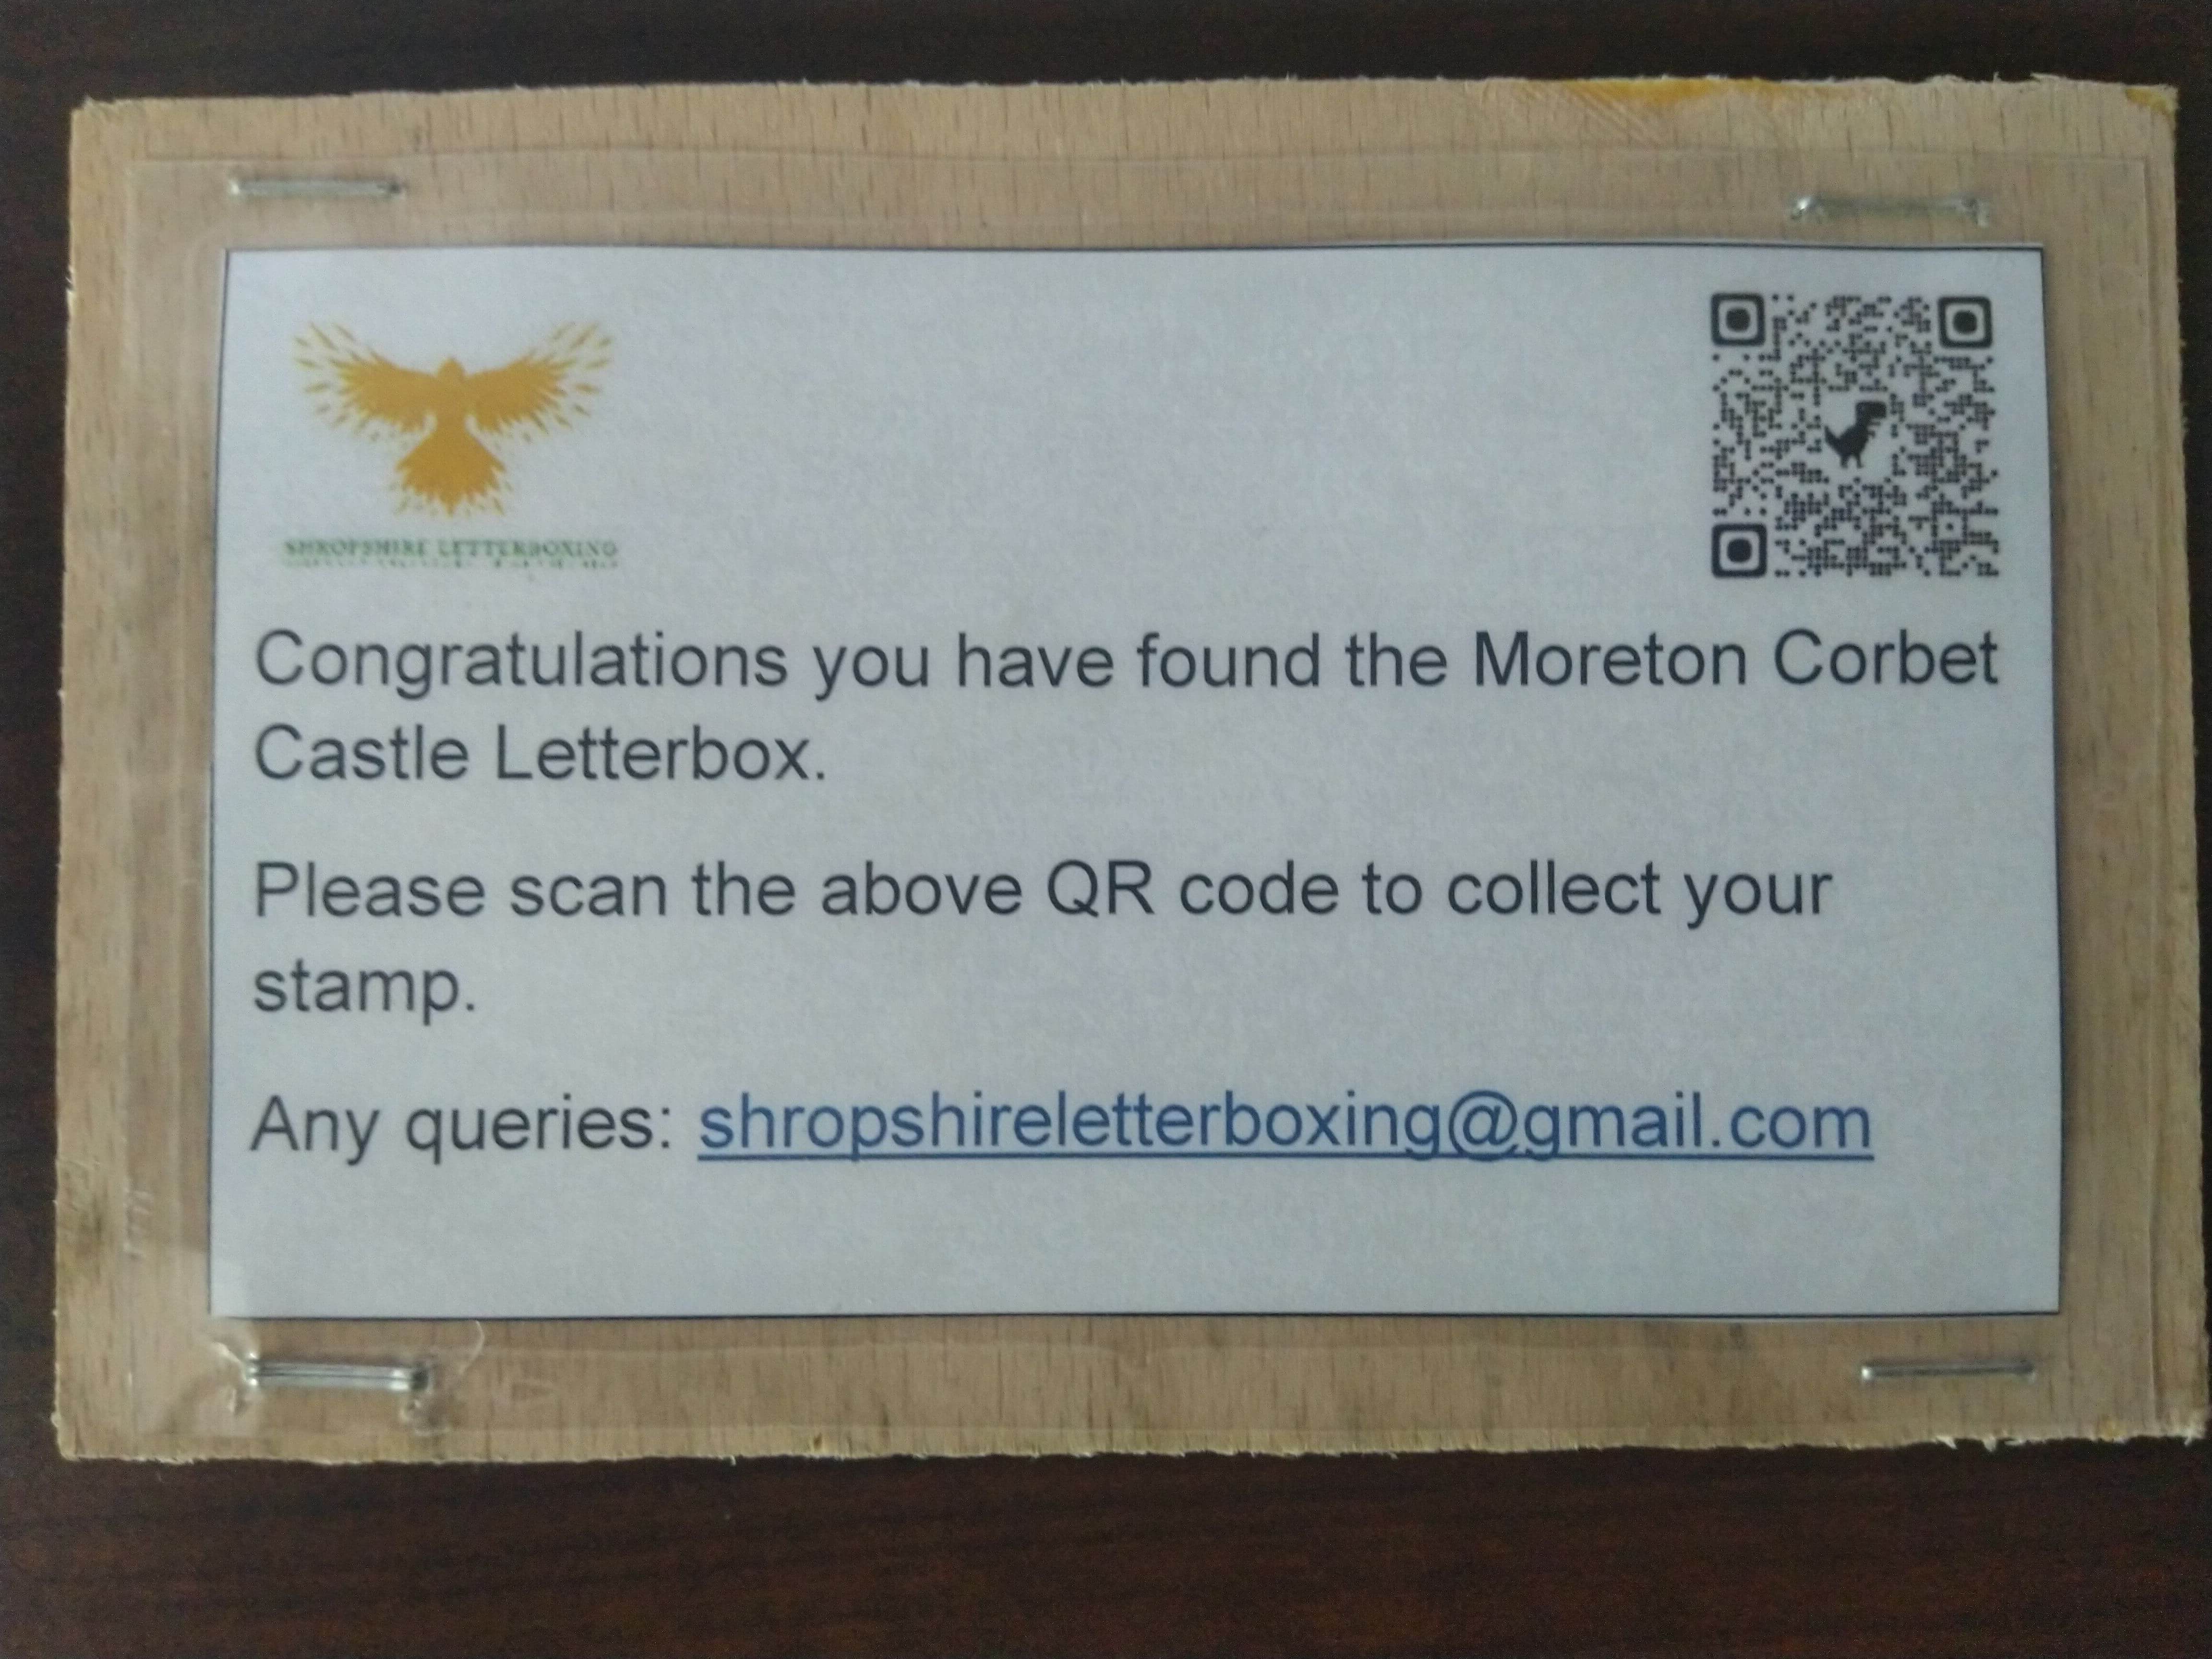 SHROPSHIRE LETTERBOXING
Congratulations you have found the Moreton Corbet
Castle Letterbox.
Please scan the above QR code to collect your
stamp.
Any queries: shropshireletterboxing@gmail.com